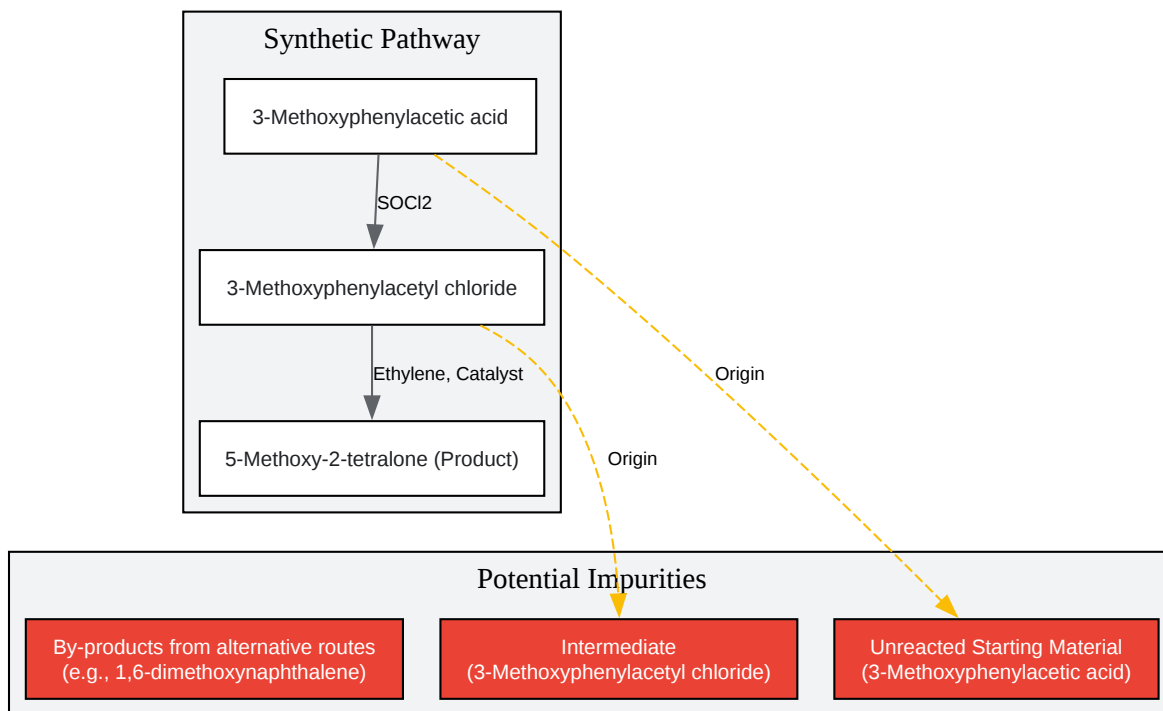 Synthetic Pathway
3-Methoxyphenylacetic acid
SOCl2
3-Methoxyphenylacetyl chloride
Ethylene, Catalyst
Origin
5-Methoxy-2-tetralone (Product)
Origin
Potential Impurities
By-products from alternative routes
(e.g., 1,6-dimethoxynaphthalene)
Intermediate
(3-Methoxyphenylacetyl chloride)
Unreacted Starting Material
(3-Methoxyphenylacetic acid)